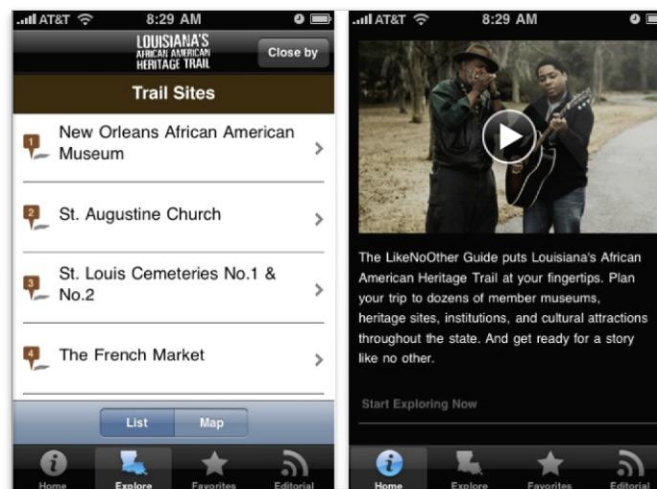 AT&T 8:29 AM
LOUISIANA'S
AFRICAN AMERICAN
HERITAGE TRAIL
Close by
Trail Sites
1
New Orleans African American
Museum
2
St. Augustine Church
3
St. Louis Cemeteries No.1 &
No.2
4
The French Market
List Map
Home Explore Favorites Editorial
AT&T 8:29 AM
The LikeNoOther Guide puts Louisiana's African
American Heritage Trail at your fingertips. Plan
your trip to dozens of member museums,
heritage sites, institutions, and cultural attractions
throughout the state. And get ready for a story
like no other.
Start Exploring Now
Home Explore Favorites Editorial